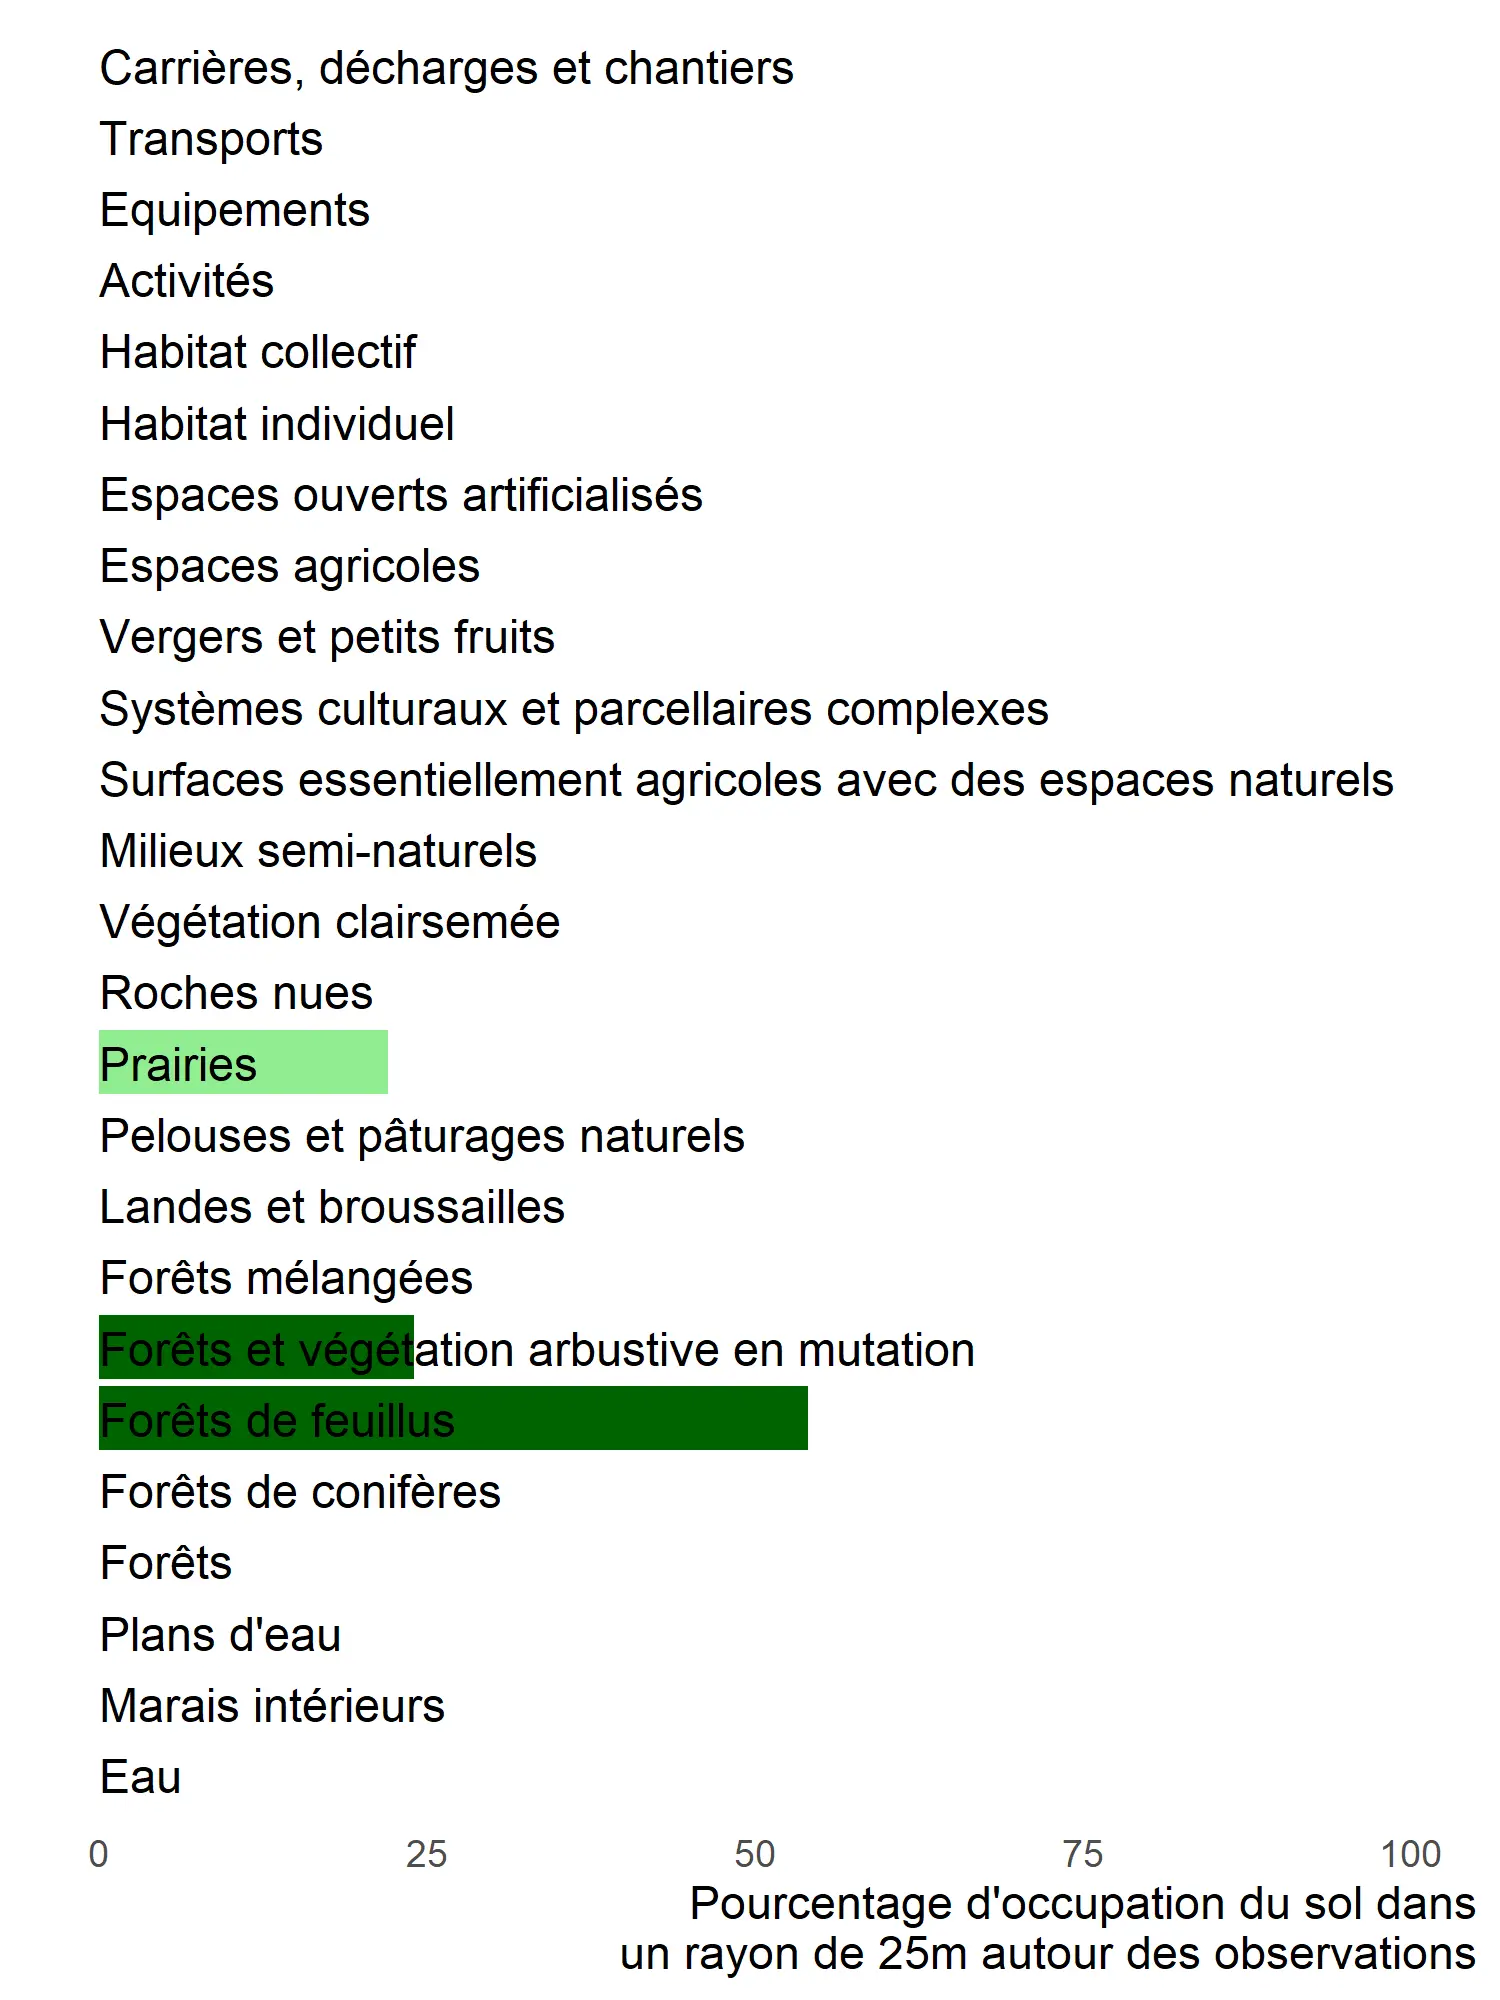 Carrières, décharges et chantiers
Transports
Equipements
Activités
Habitat collectif
Habitat individuel
Espaces ouverts artificialisés
Espaces agricoles
Vergers et petits fruits
Systèmes culturaux et parcellaires complexes
Surfaces essentiellement agricoles avec des espaces naturels
Milieux semi-naturels
Végétation clairsemée
Roches nues
Prairies
Pelouses et pâturages naturels
Landes et broussailles
Forêts mélangées
Forêts et végétation arbustive en mutation
Forêts de feuillus
Forêts de conifères
Forêts
Plans d'eau
Marais intérieurs
Eau
0 25 50 75 100
Pourcentage d'occupation du sol dans
un rayon de 25m autour des observations